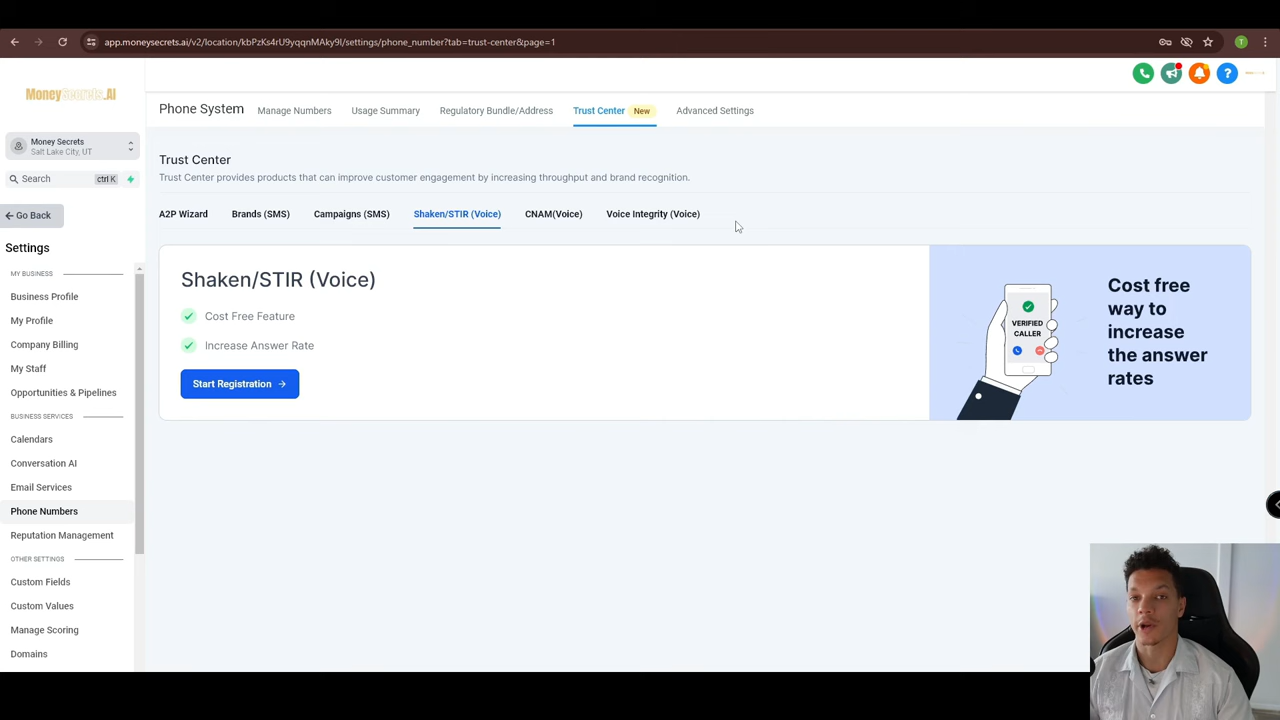 app.moneysecrets.ai/v2/location/kbPzKs4rU9yqqnMAky9I/settings/phone_number?tab=trust-center&page=1
T
MoneySecrets.AI
Money Secrets
Salt Lake City, UT
Search ctrl K
Go Back
Settings
MY BUSINESS
Business Profile
My Profile
Company Billing
My Staff
Opportunities & Pipelines
BUSINESS SERVICES
Calendars
Conversation AI
Email Services
Phone Numbers
Reputation Management
OTHER SETTINGS
Custom Fields
Custom Values
Manage Scoring
Domains
Phone System
Manage Numbers
Usage Summary
Regulatory Bundle/Address
Trust Center New
Advanced Settings
Trust Center
Trust Center provides products that can improve customer engagement by increasing throughput and brand recognition.
A2P Wizard
Brands (SMS)
Campaigns (SMS)
Shaken/STIR (Voice)
CNAM(Voice)
Voice Integrity (Voice)
Shaken/STIR (Voice)
Cost Free Feature
Increase Answer Rate
Start Registration
VERIFIED
CALLER
Cost free
way to
increase
the answer
rates